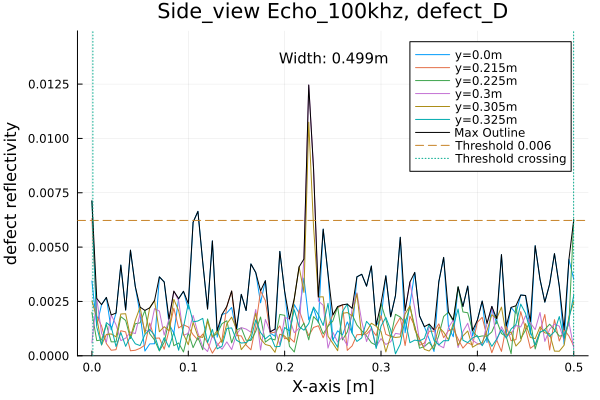 Side_view Echo_100khz, defect_D
Width: 0.499m
y=0.0m
y=0.215m
y=0.225m
y=0.3m
y=0.305m
y=0.325m
Max Outline
Threshold 0.006
Threshold crossing
defect reflectivity
0.0125
0.0100
0.0075
0.0050
0.0025
0.0000
0.0 0.1 0.2 0.3 0.4 0.5
X-axis [m]